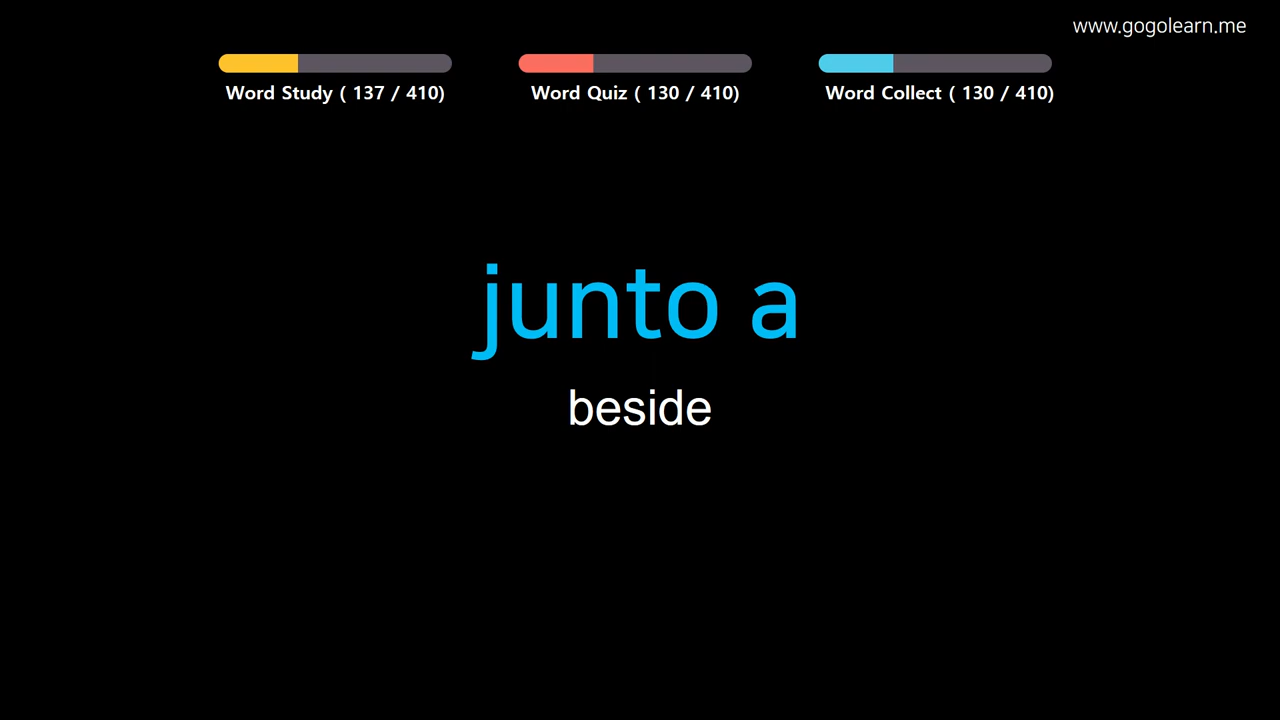 www.gogolearn.me
Word Study ( 137 / 410)
Word Quiz ( 130 / 410)
Word Collect ( 130 / 410)
junto a
beside